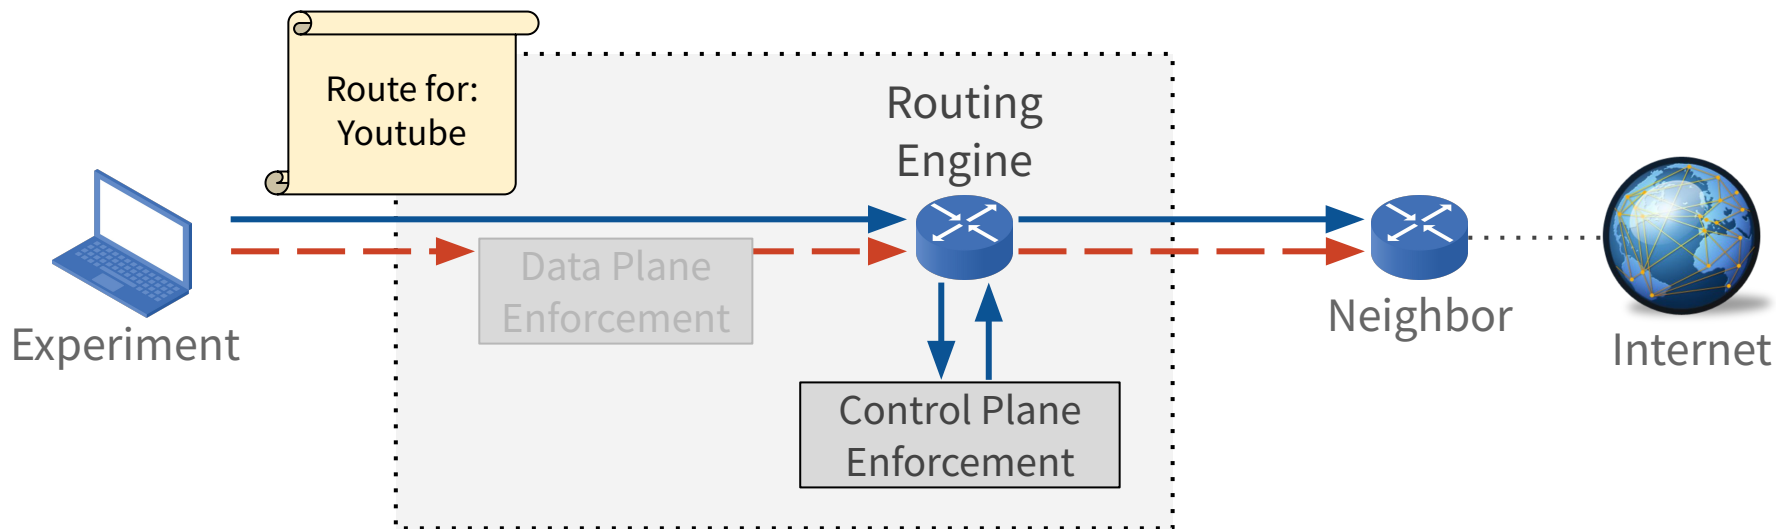 Route for:
Youtube
Routing
Engine
Data Plane
Enforcement
Experiment
Neighbor
Internet
Control Plane
Enforcement